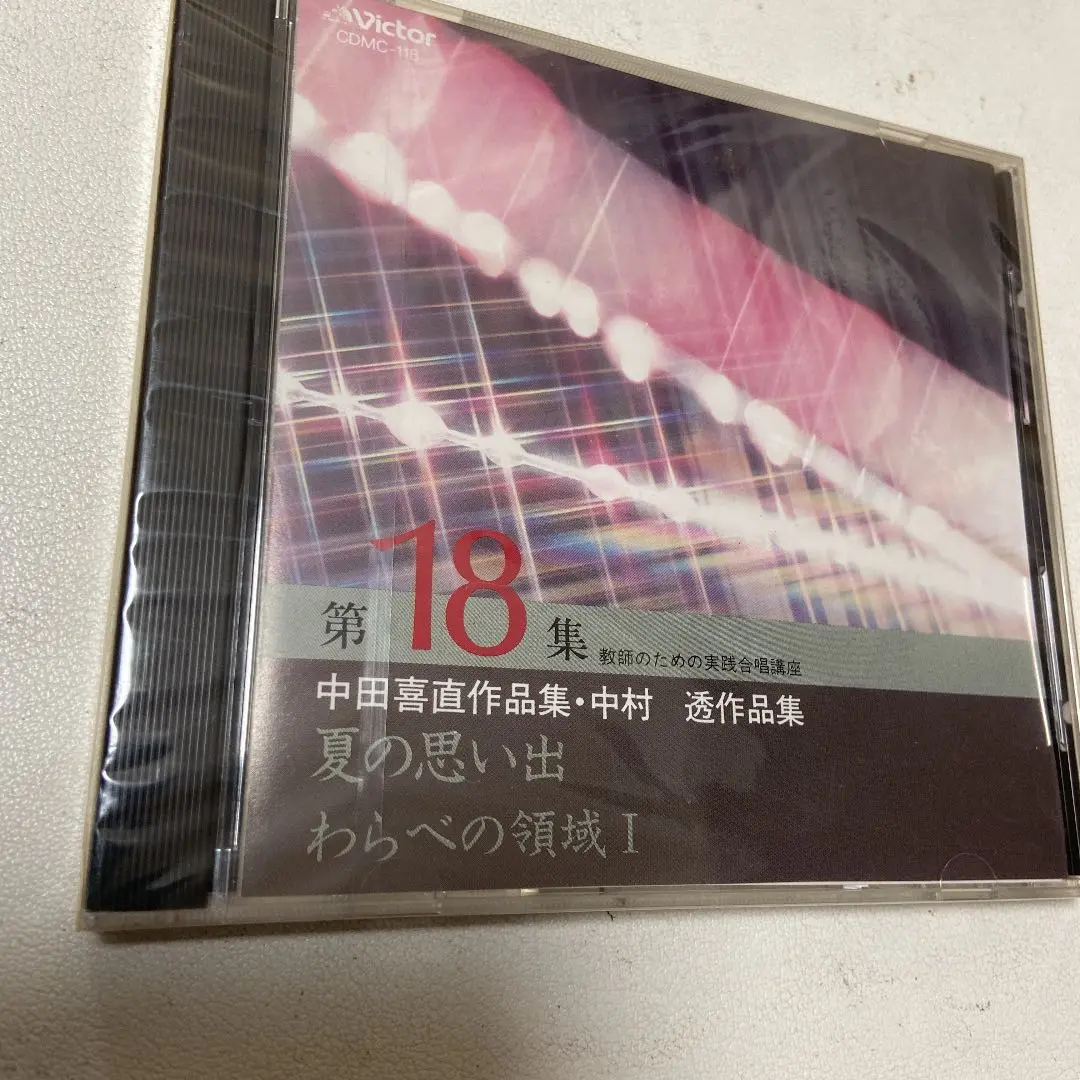 Victor
CDMC-118
第18集 教師のための実践合唱講座
中田喜直作品集・中村　透作品集
夏の思い出
わらべの領域Ⅰ